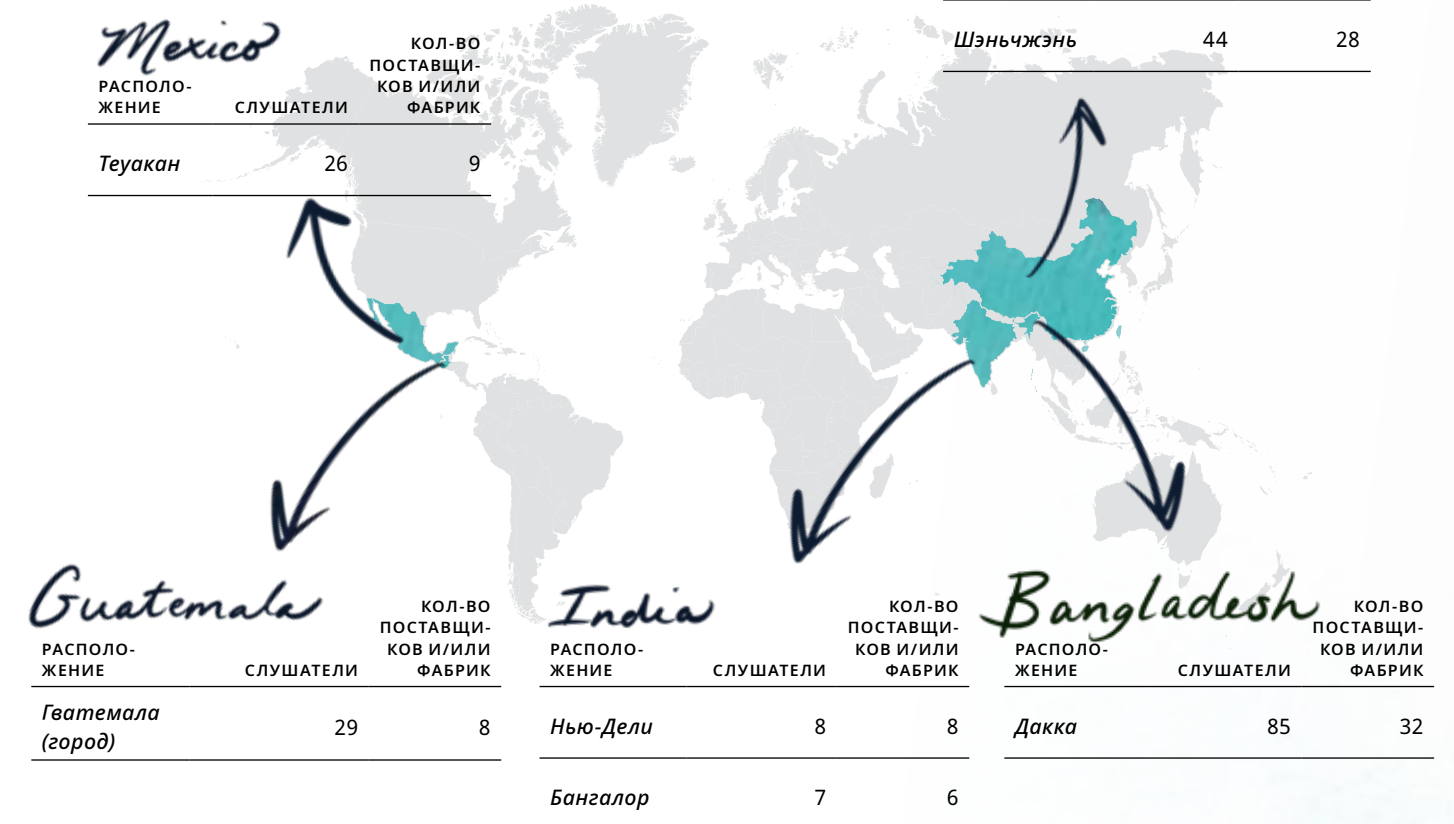 Mexico
РАСПОЛО-
ЖЕНИЕ
СЛУШАТЕЛИ
КОЛ-ВО
ПОСТАВЩИ-
КОВ И/ИЛИ
ФАБРИК
Теуакан 26 9
Шэньчжэнь 44 28
Guatemala
РАСПОЛО-
ЖЕНИЕ
СЛУШАТЕЛИ
КОЛ-ВО
ПОСТАВЩИ-
КОВ И/ИЛИ
ФАБРИК
Гватемала
(город)
29 8
India
РАСПОЛО-
ЖЕНИЕ
СЛУШАТЕЛИ
КОЛ-ВО
ПОСТАВЩИ-
КОВ И/ИЛИ
ФАБРИК
Нью-Дели 8 8
Бангалор 7 6
Bangladesh
РАСПОЛО-
ЖЕНИЕ
СЛУШАТЕЛИ
КОЛ-ВО
ПОСТАВЩИ-
КОВ И/ИЛИ
ФАБРИК
Дакка 85 32